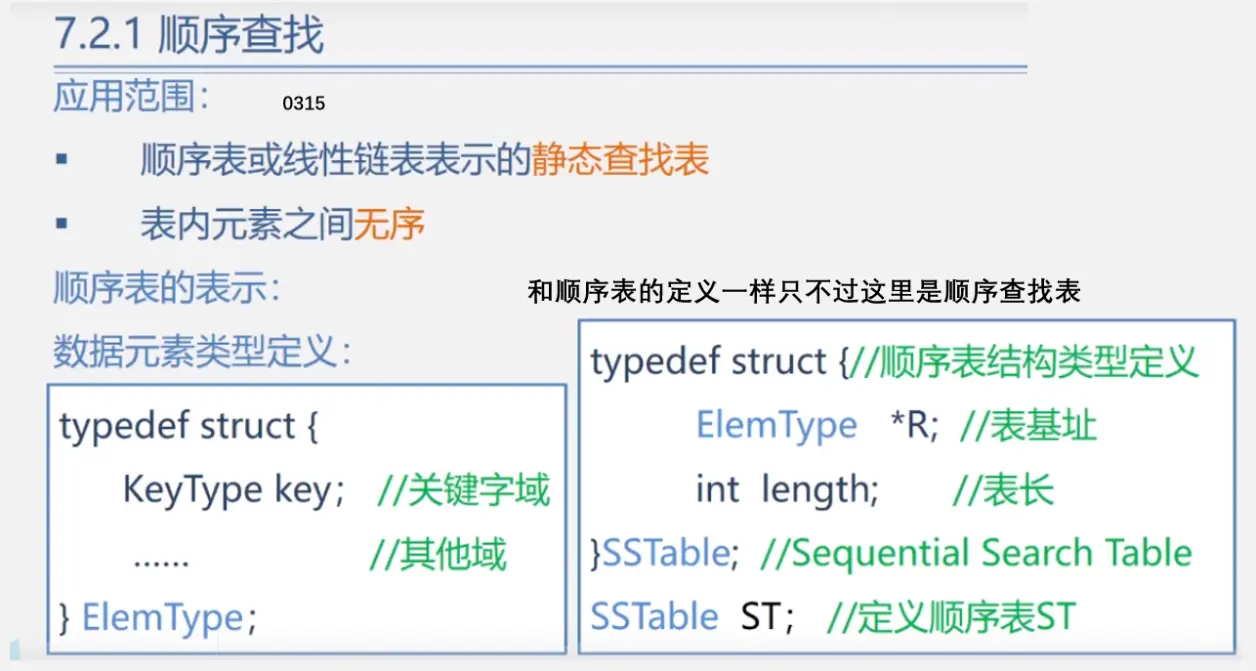 7.2.1 顺序查找
应用范围：
0315
▪ 顺序表或线性链表表示的静态查找表
▪ 表内元素之间无序
顺序表的表示：
和顺序表的定义一样只不过这里是顺序查找表
数据元素类型定义：
typedef struct {
KeyType key; //关键字域
...... //其他域
} ElemType;
typedef struct {//顺序表结构类型定义
ElemType *R; //表基址
int length; //表长
}SSTable; //Sequential Search Table
SSTable ST; //定义顺序表ST